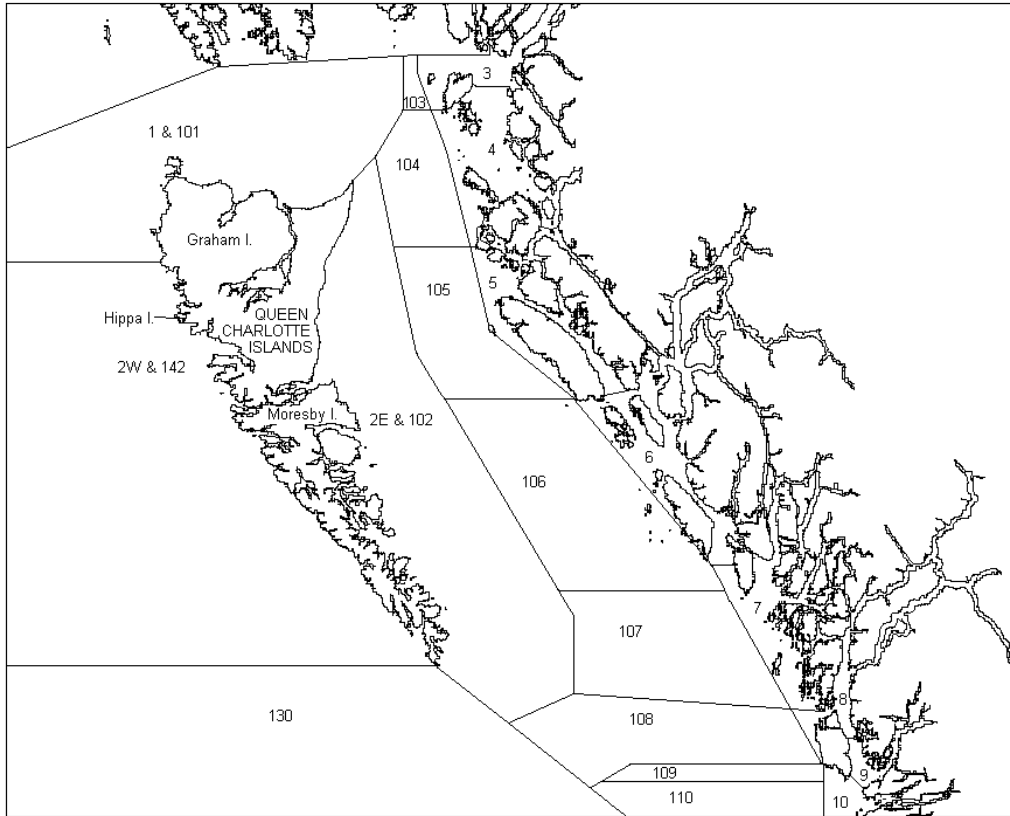 3
103
1 & 101
4
104
Graham I.
105
5
Hippa I.
QUEEN
CHARLOTTE
ISLANDS
2W & 142
Moresby I.
2E & 102
6
106
7
107
8
130
108
109
9
110
10